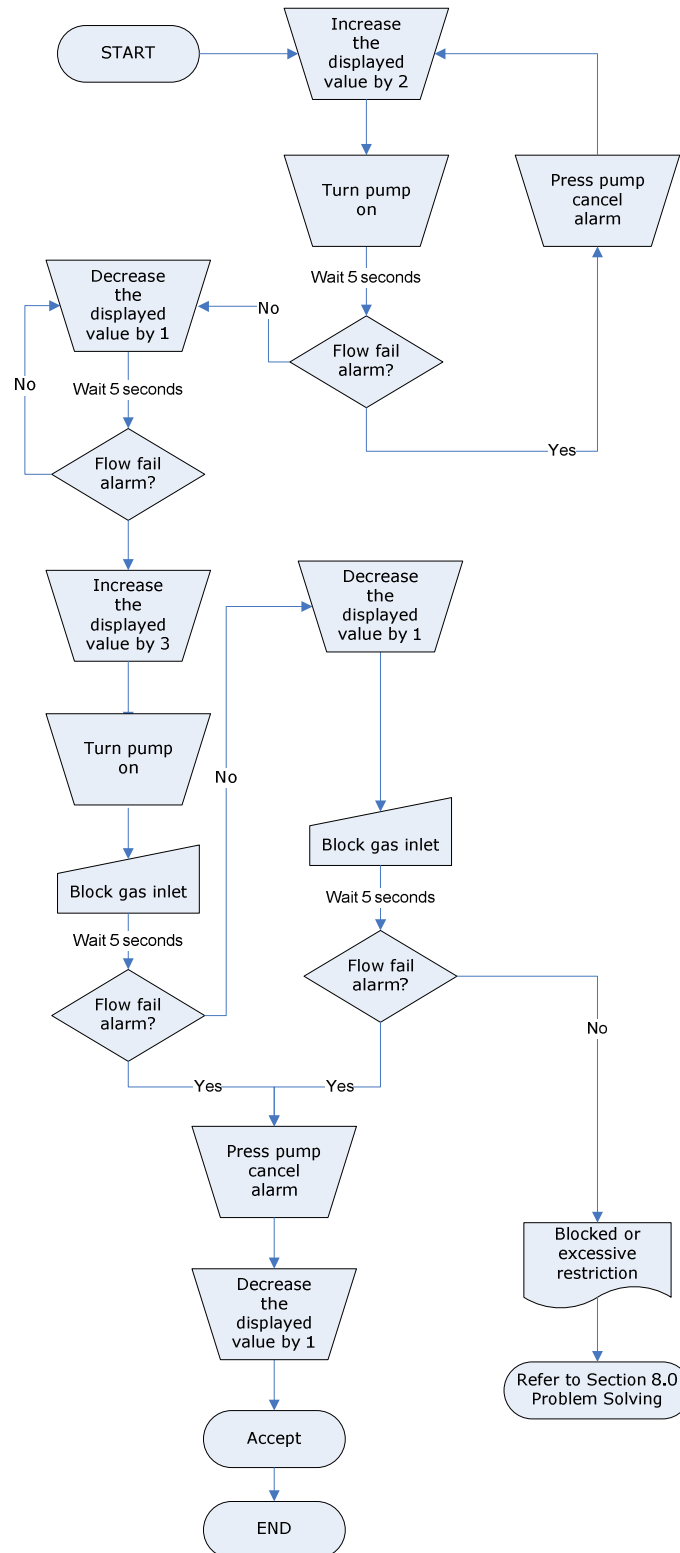 START
Increase
the
displayed
value by 2
Turn pump
on
Press pump
cancel
alarm
Wait 5 seconds
Flow fail
alarm?
No
Yes
Decrease
the
displayed
value by 1
Wait 5 seconds
No
Flow fail
alarm?
Increase
the
displayed
value by 3
Turn pump
on
Block gas inlet
Wait 5 seconds
Flow fail
alarm?
No
Decrease
the
displayed
value by 1
Block gas inlet
Wait 5 seconds
Flow fail
alarm?
No
Yes
Yes
Press pump
cancel
alarm
Decrease
the
displayed
value by 1
Accept
END
Blocked or
excessive
restriction
Refer to Section 8.0
Problem Solving